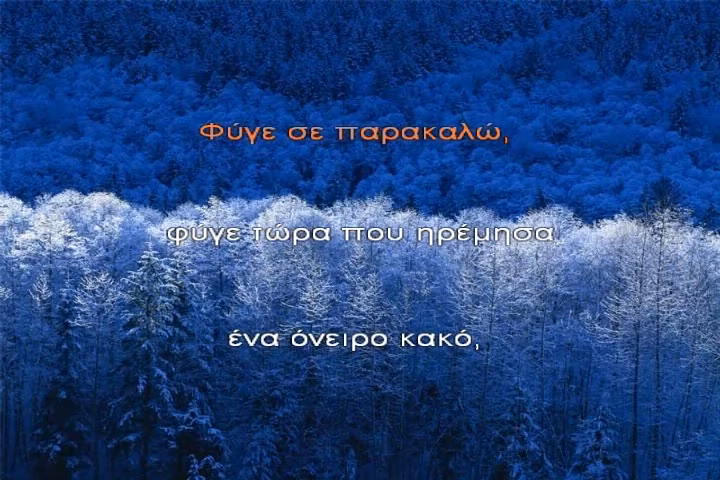 Φύγε σε παρακαλώ,
φύγε τώρα που ηρέμησα
ένα όνειρο κακό,